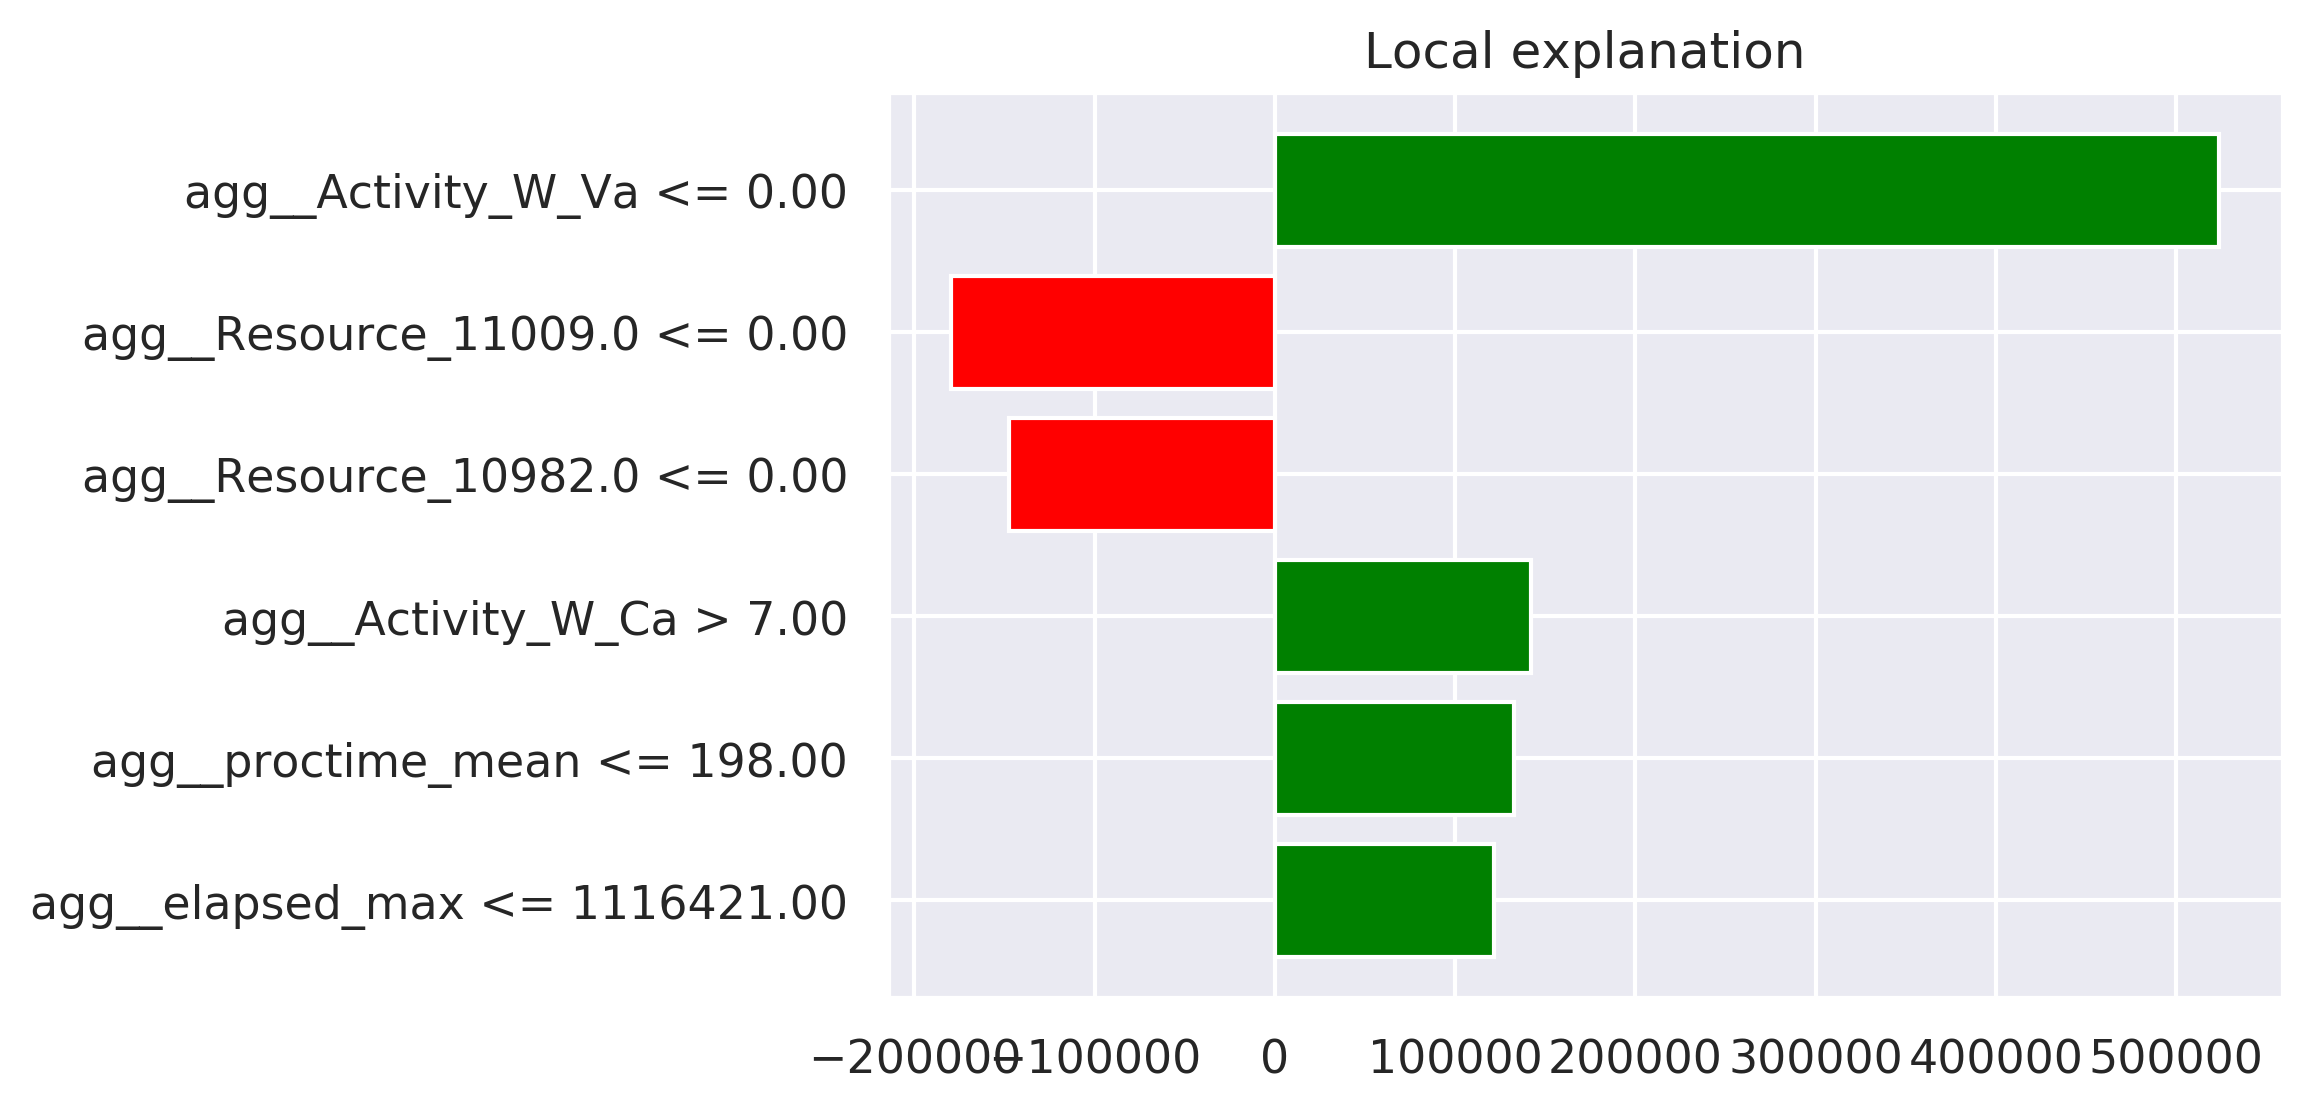 Local explanation
agg__Activity_W_Va <= 0.00
agg__Resource_11009.0 <= 0.00
agg__Resource_10982.0 <= 0.00
agg__Activity_W_Ca > 7.00
agg__proctime_mean <= 198.00
agg__elapsed_max <= 1116421.00
−200000 −100000 0 100000 200000 300000 400000 500000